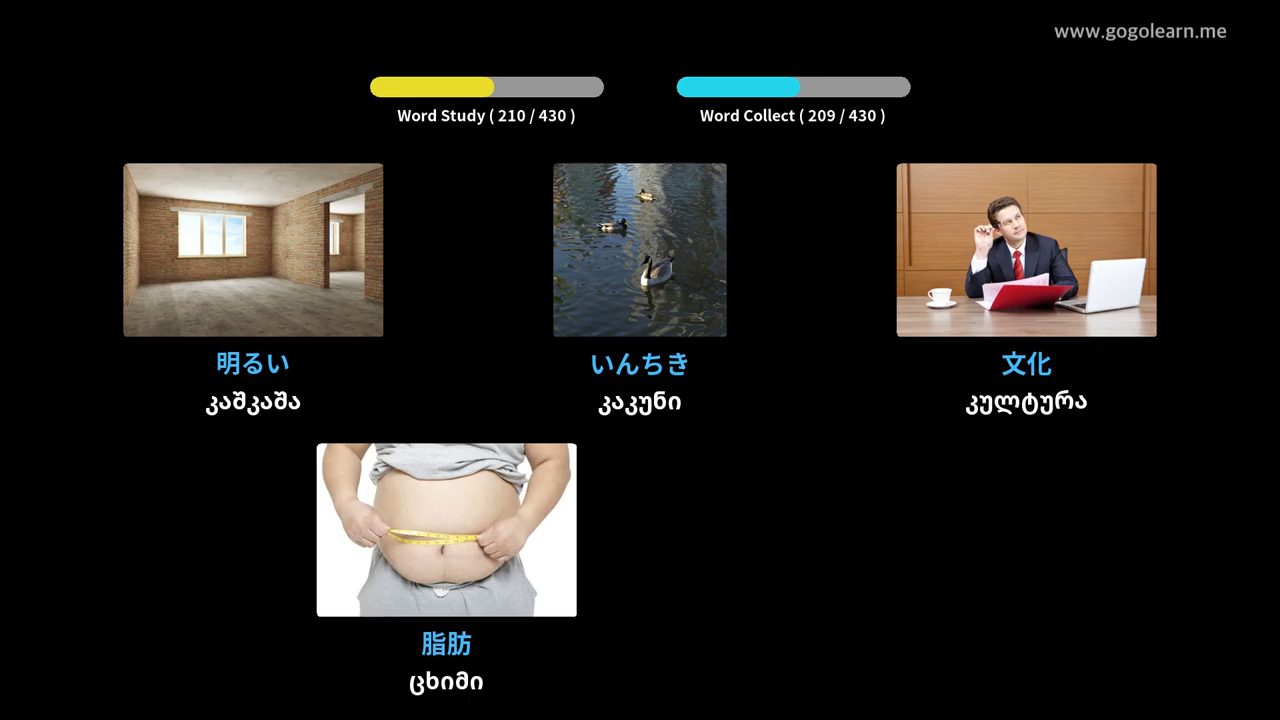 www.gogolearn.me
Word Study ( 210 / 430 )
Word Collect ( 209 / 430 )
明るい
კაშკაშა
いんちき
კაკუნი
文化
კულტურა
脂肪
ცხიმი